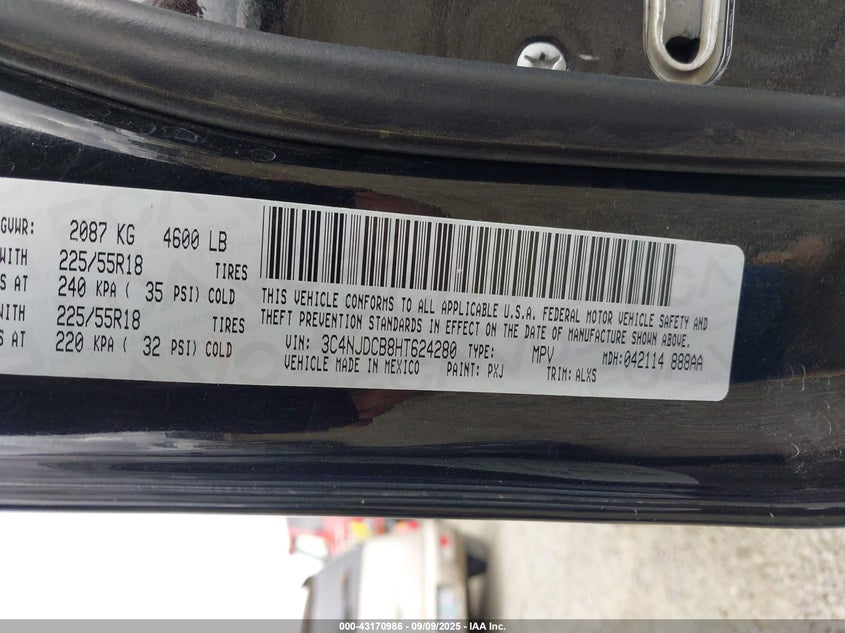 GVWR: 2087 KG 4600 LB
WITH 225/55R18 TIRES
S AT 240 KPA ( 35 PSI) COLD
WITH 225/55R18 TIRES
S AT 220 KPA ( 32 PSI) COLD
THIS VEHICLE CONFORMS TO ALL APPLICABLE U.S.A. FEDERAL MOTOR VEHICLE SAFETY AND
THEFT PREVENTION STANDARDS IN EFFECT ON THE DATE OF MANUFACTURE SHOWN ABOVE.
VIN: 3C4NJDCB8HT624280 TYPE: MPV MDH:042114 888AA
VEHICLE MADE IN MEXICO PAINT: PXJ TRIM: ALXS
000-43170986 - 09/09/2025 - IAA Inc.